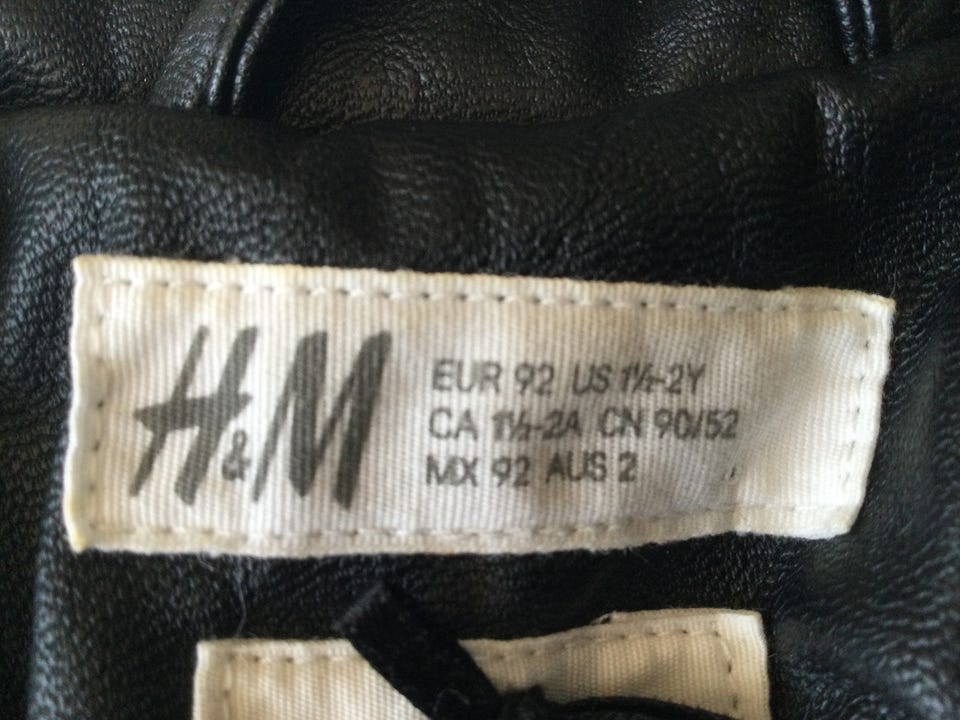 H&M
EUR 92 US 1½-2Y
CA 1½-2A CN 90/52
MX 92 AUS 2